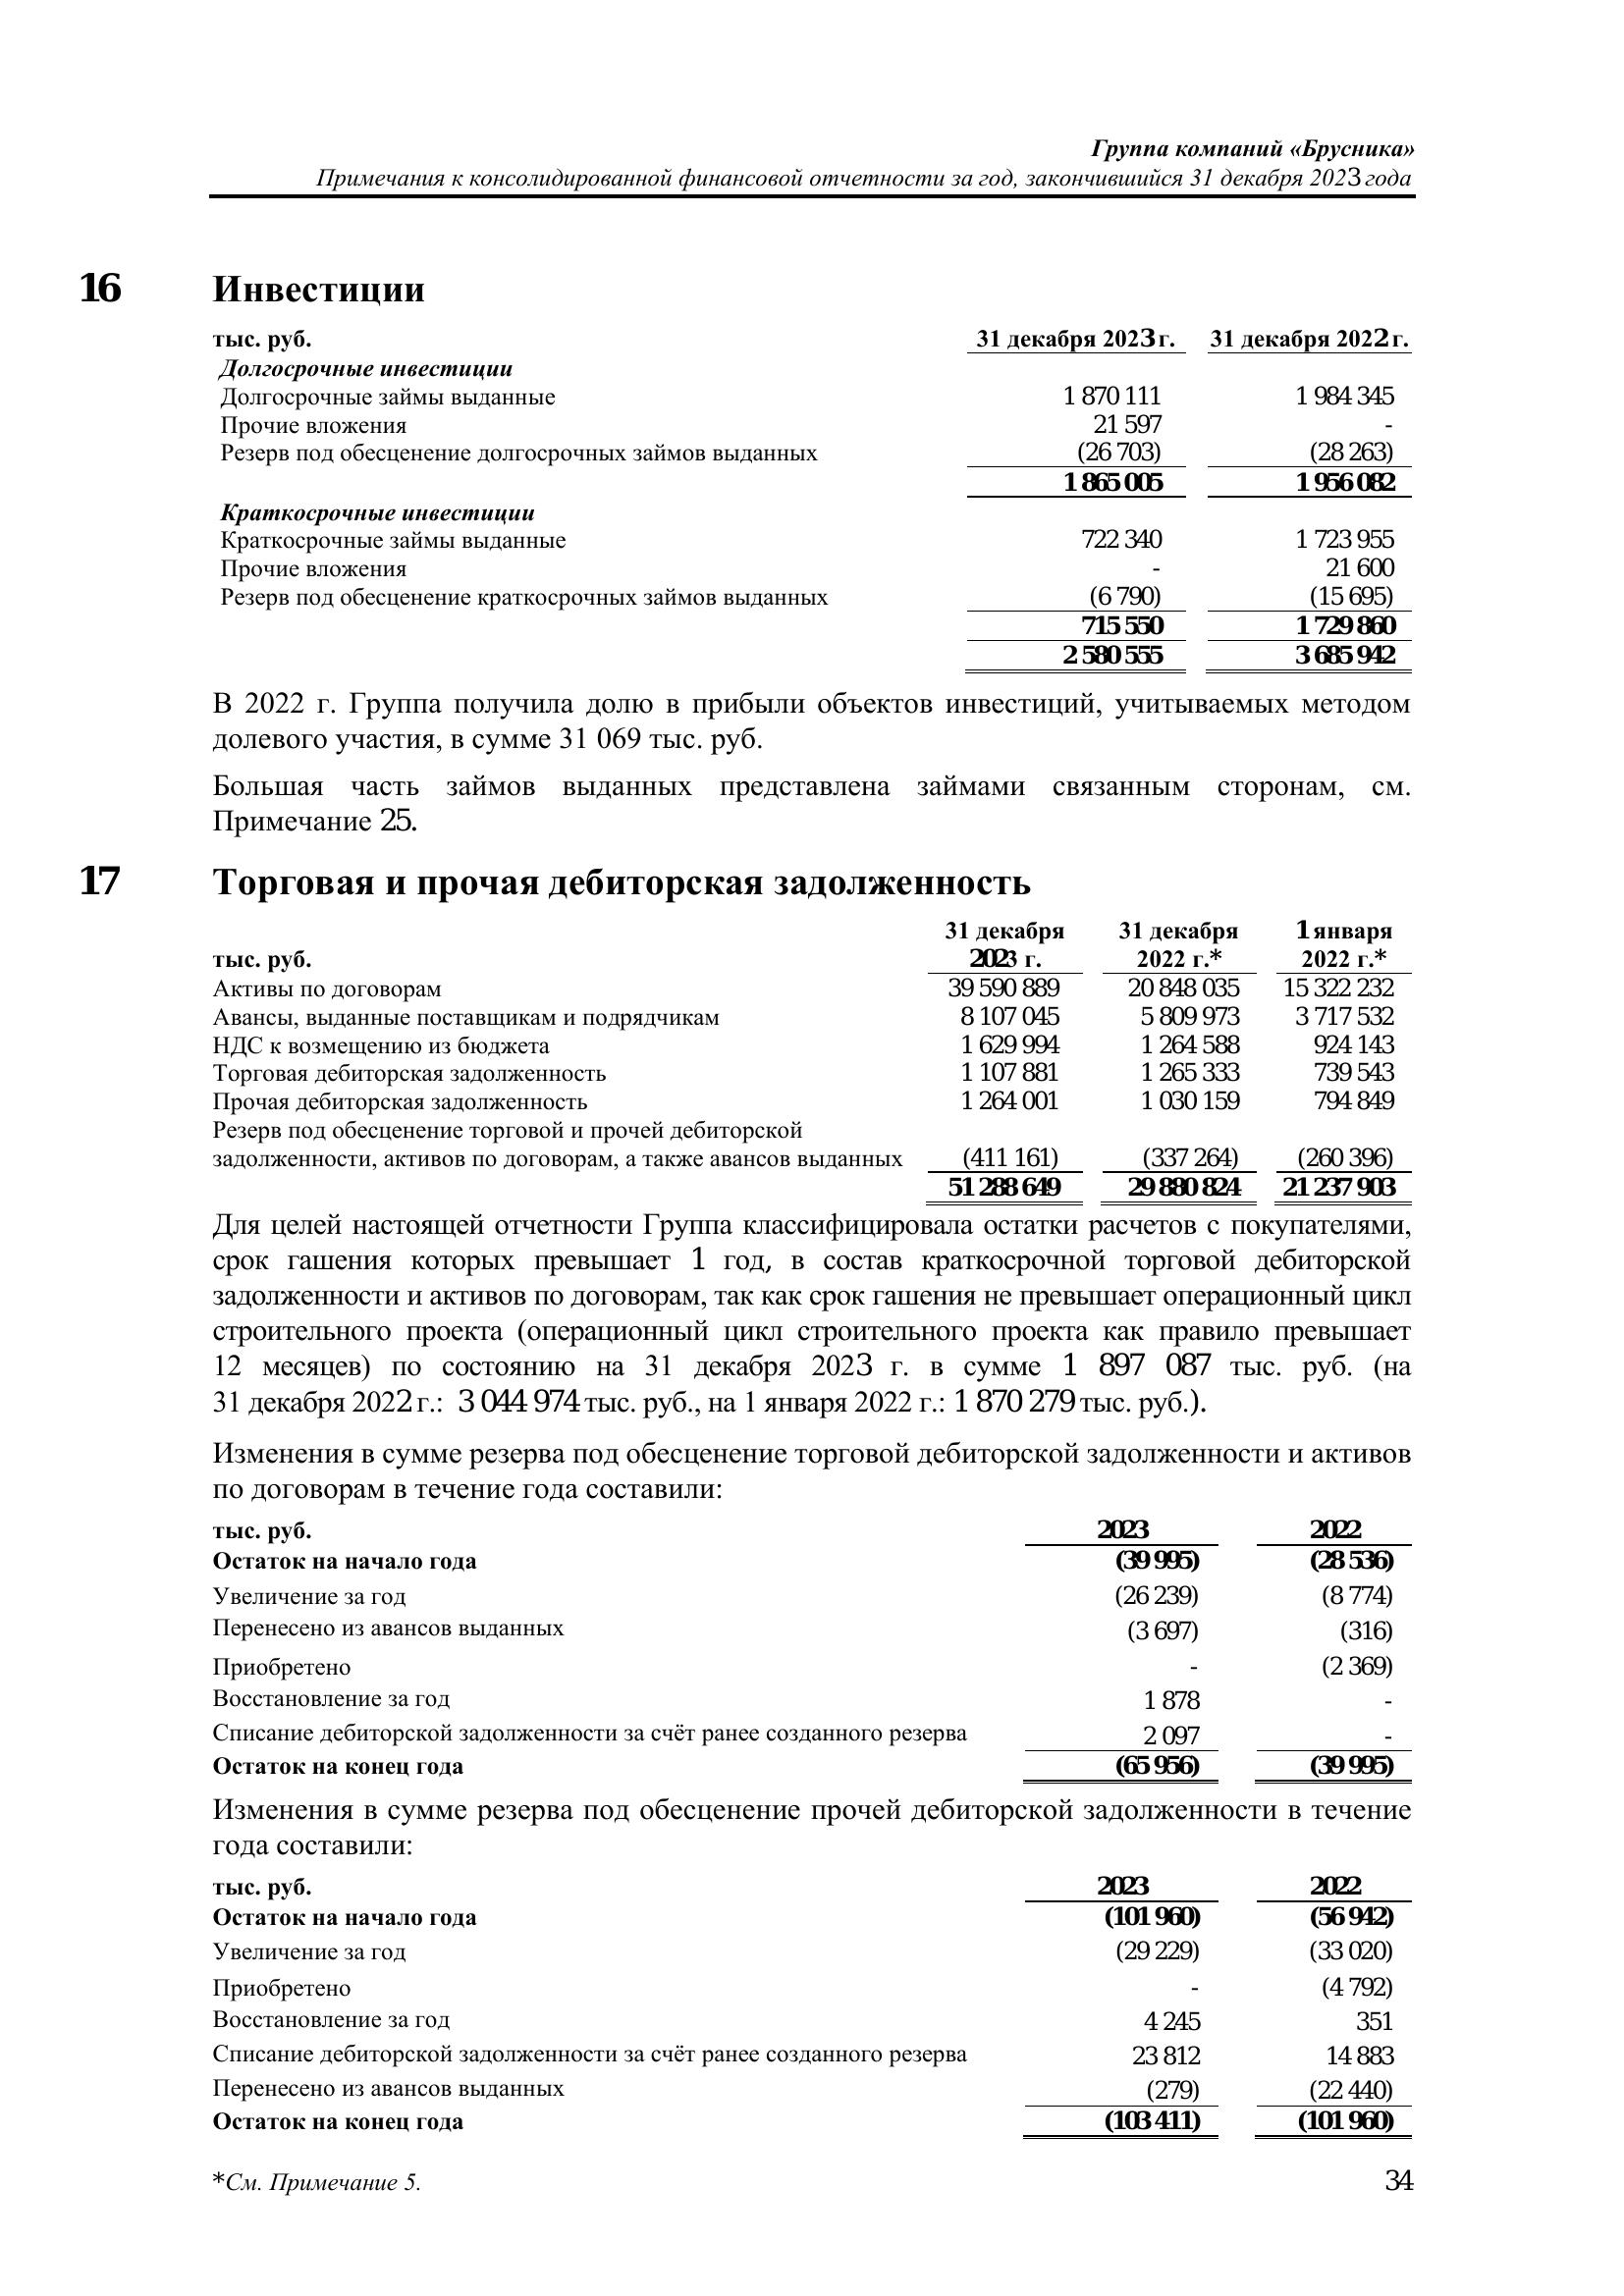 Группа компаний «Брусника»
Примечания к консолидированной финансовой отчетности за год, закончившийся 31 декабря 2023 года
16 Инвестиции
тыс. руб. 31 декабря 2023 г. 31 декабря 2022 г.
Долгосрочные инвестиции
Долгосрочные займы выданные 1 870 111 1 984 345
Прочие вложения 21 597 -
Резерв под обесценение долгосрочных займов выданных (26 703) (28 263)
1 865 005 1 956 082
Краткосрочные инвестиции
Краткосрочные займы выданные 722 340 1 723 955
Прочие вложения - 21 600
Резерв под обесценение краткосрочных займов выданных (6 790) (15 695)
715 550 1 729 860
2 580 555 3 685 942
В 2022 г. Группа получила долю в прибыли объектов инвестиций, учитываемых методом
долевого участия, в сумме 31 069 тыс. руб.
Большая часть займов выданных представлена займами связанным сторонам, см.
Примечание 25.
17 Торговая и прочая дебиторская задолженность
31 декабря 31 декабря 1 января
тыс. руб. 2023 г. 2022 г.* 2022 г.*
Активы по договорам 39 590 889 20 848 035 15 322 232
Авансы, выданные поставщикам и подрядчикам 8 107 045 5 809 973 3 717 532
НДС к возмещению из бюджета 1 629 994 1 264 588 924 143
Торговая дебиторская задолженность 1 107 881 1 265 333 739 543
Прочая дебиторская задолженность 1 264 001 1 030 159 794 849
Резерв под обесценение торговой и прочей дебиторской
задолженности, активов по договорам, а также авансов выданных (411 161) (337 264) (260 396)
51 288 649 29 880 824 21 237 903
Для целей настоящей отчетности Группа классифицировала остатки расчетов с покупателями,
срок гашения которых превышает 1 год, в состав краткосрочной торговой дебиторской
задолженности и активов по договорам, так как срок гашения не превышает операционный цикл
строительного проекта (операционный цикл строительного проекта как правило превышает
12 месяцев) по состоянию на 31 декабря 2023 г. в сумме 1 897 087 тыс. руб. (на
31 декабря 2022 г.: 3 044 974 тыс. руб., на 1 января 2022 г.: 1 870 279 тыс. руб.).
Изменения в сумме резерва под обесценение торговой дебиторской задолженности и активов
по договорам в течение года составили:
тыс. руб. 2023 2022
Остаток на начало года (39 995) (28 536)
Увеличение за год (26 239) (8 774)
Перенесено из авансов выданных (3 697) (316)
Приобретено - (2 369)
Восстановление за год 1 878 -
Списание дебиторской задолженности за счёт ранее созданного резерва 2 097 -
Остаток на конец года (65 956) (39 995)
Изменения в сумме резерва под обесценение прочей дебиторской задолженности в течение
года составили:
тыс. руб. 2023 2022
Остаток на начало года (101 960) (56 942)
Увеличение за год (29 229) (33 020)
Приобретено - (4 792)
Восстановление за год 4 245 351
Списание дебиторской задолженности за счёт ранее созданного резерва 23 812 14 883
Перенесено из авансов выданных (279) (22 440)
Остаток на конец года (103 411) (101 960)
*См. Примечание 5. 34